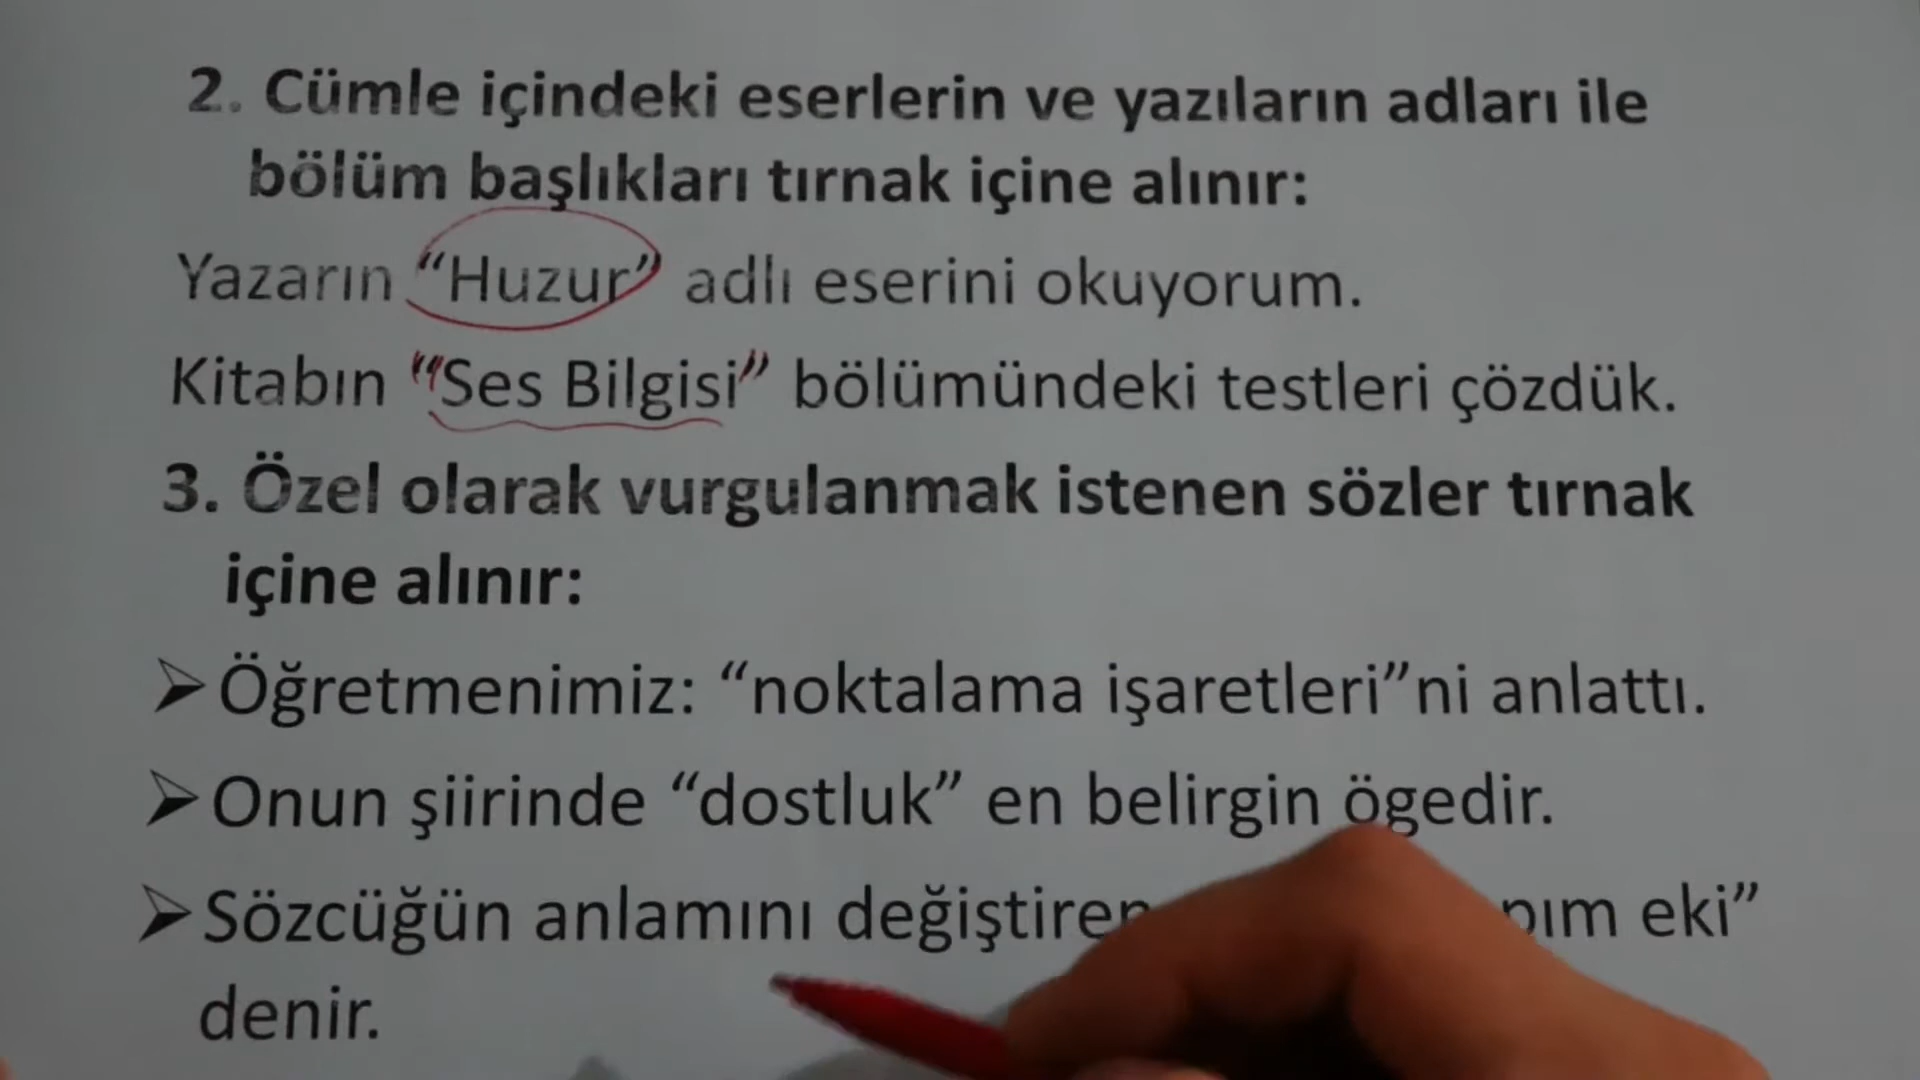 2. Cümle içindeki eserlerin ve yazıların adları ile
bölüm başlıkları tırnak içine alınır:
Yazarın “Huzur” adlı eserini okuyorum.
Kitabın “Ses Bilgisi” bölümündeki testleri çözdük.
3. Özel olarak vurgulanmak istenen sözler tırnak
içine alınır:
➢ Öğretmenimiz: “noktalama işaretleri”ni anlattı.
➢ Onun şiirinde “dostluk” en belirgin ögedir.
➢ Sözcüğün anlamını değiştiren eki”
denir.